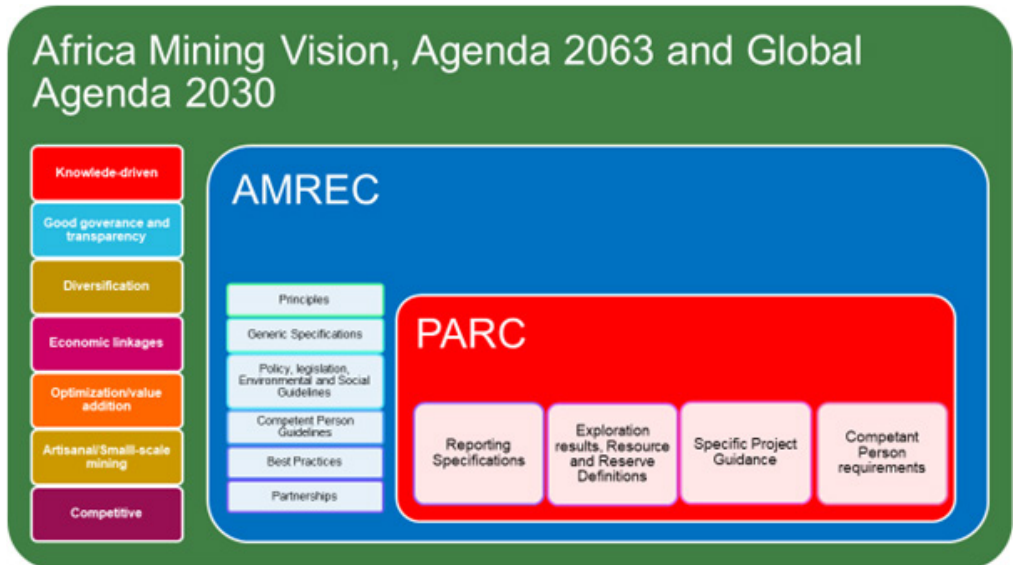 Africa Mining Vision, Agenda 2063 and Global
Agenda 2030
Knowlede-driven
Good goverance and
transparency
Diversification
Economic linkages
Optimization/value
addition
Artisanal/Smalll-scale
mining
Competitive
AMREC
Principles
Generic Specifications
Policy, legislation,
Environmental and Social
Guidelines
Competent Person
Guidelines
Best Practices
Partnerships
PARC
Reporting
Specifications
Exploration
results, Resource
and Reserve
Definitions
Specific Project
Guidance
Competant
Person
requirements